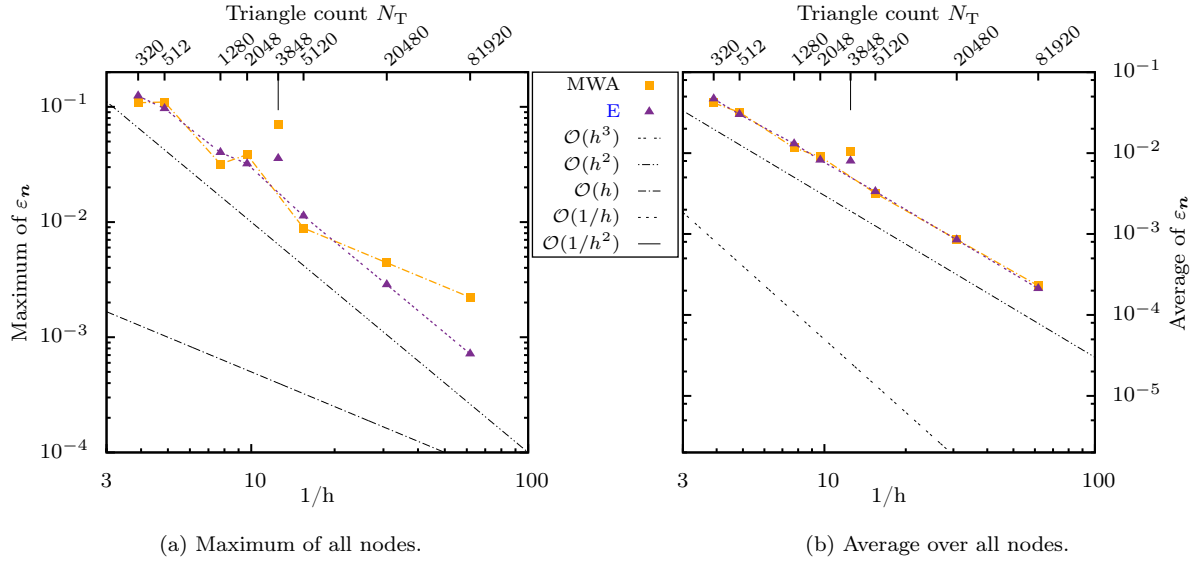 Triangle count N_T
320
512
1280
2048
3848
5120
20480
81920
Maximum of ε_n
10^{-1}
10^{-2}
10^{-3}
10^{-4}
3
10
100
1/h
(a) Maximum of all nodes.
MWA
E
O(h^3)
O(h^2)
O(h)
O(1/h)
O(1/h^2)
Triangle count N_T
320
512
1280
2048
3848
5120
20480
81920
10^{-1}
10^{-2}
10^{-3}
10^{-4}
10^{-5}
Average of ε_n
3
10
100
1/h
(b) Average over all nodes.